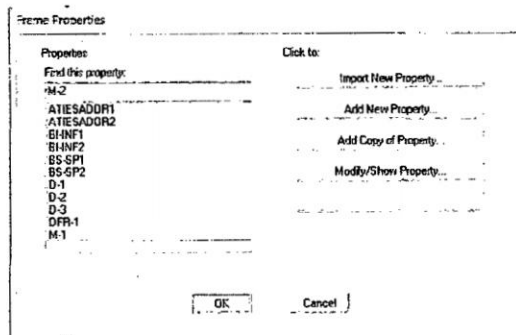 Frame Properties
Properties
Find this property:
M-2
ATIESADOR1
ATIESADOR2
BI-INF1
BI-INF2
BS-SP1
BS-SP2
D-1
D-2
D-3
DFR-1
M-1
Click to:
Import New Property...
Add New Property...
Add Copy of Property...
Modify/Show Property...
OK
Cancel